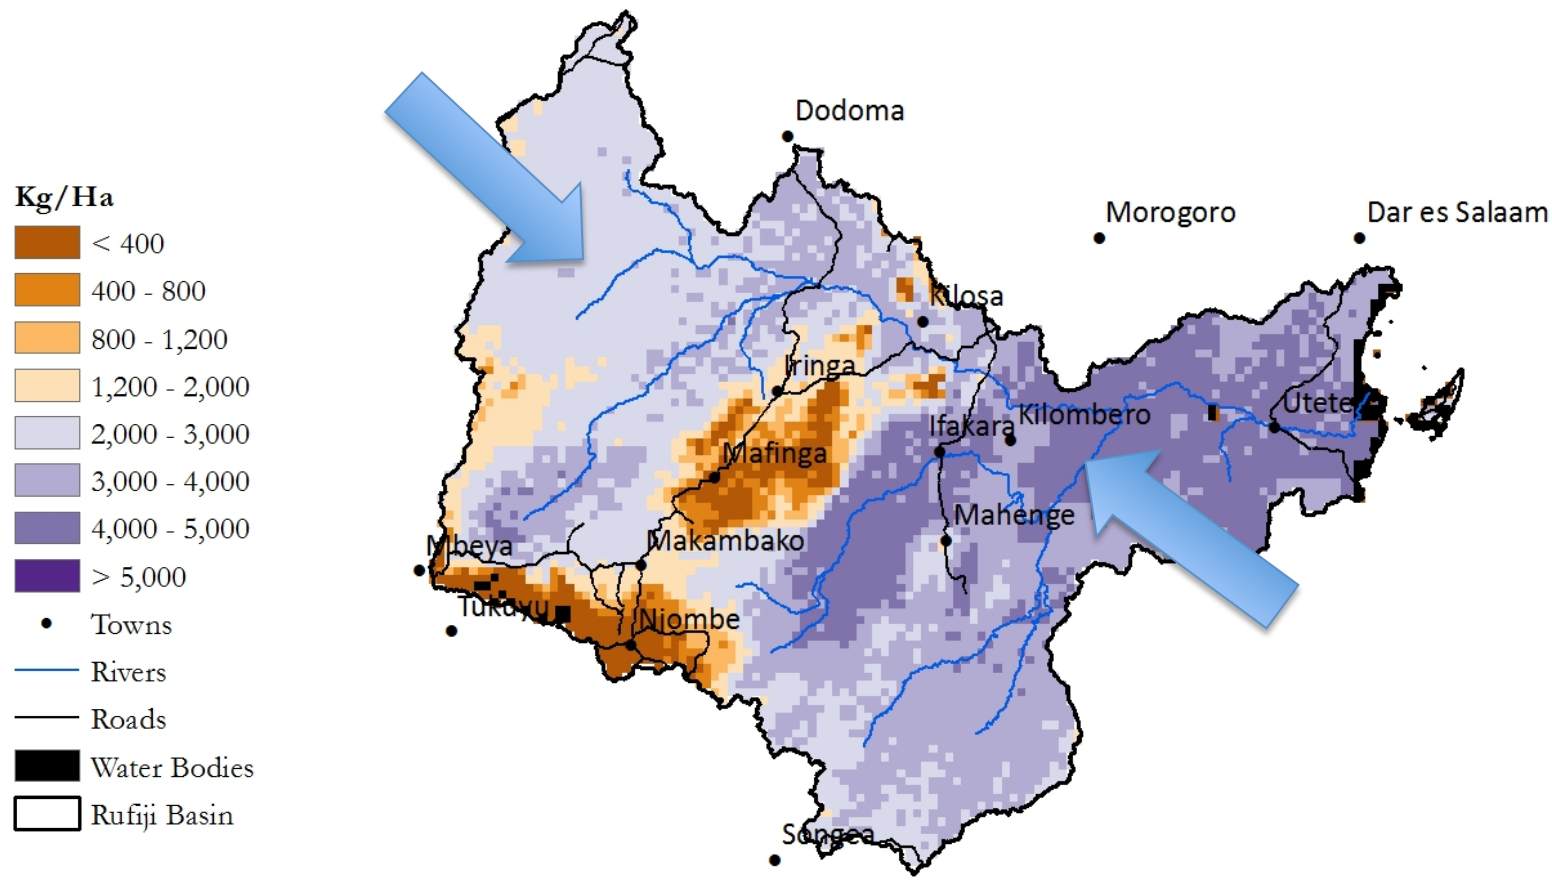 Kg/Ha
< 400
400 - 800
800 - 1,200
1,200 - 2,000
2,000 - 3,000
3,000 - 4,000
4,000 - 5,000
> 5,000
Towns
Rivers
Roads
Water Bodies
Rufiji Basin
Dodoma
Morogoro
Dar es Salaam
Kilosa
Iringa
Utete
Ifakara
Kilombero
Mafinga
Mahenge
Mbeya
Makambako
Tukuyu
Njombe
Songea